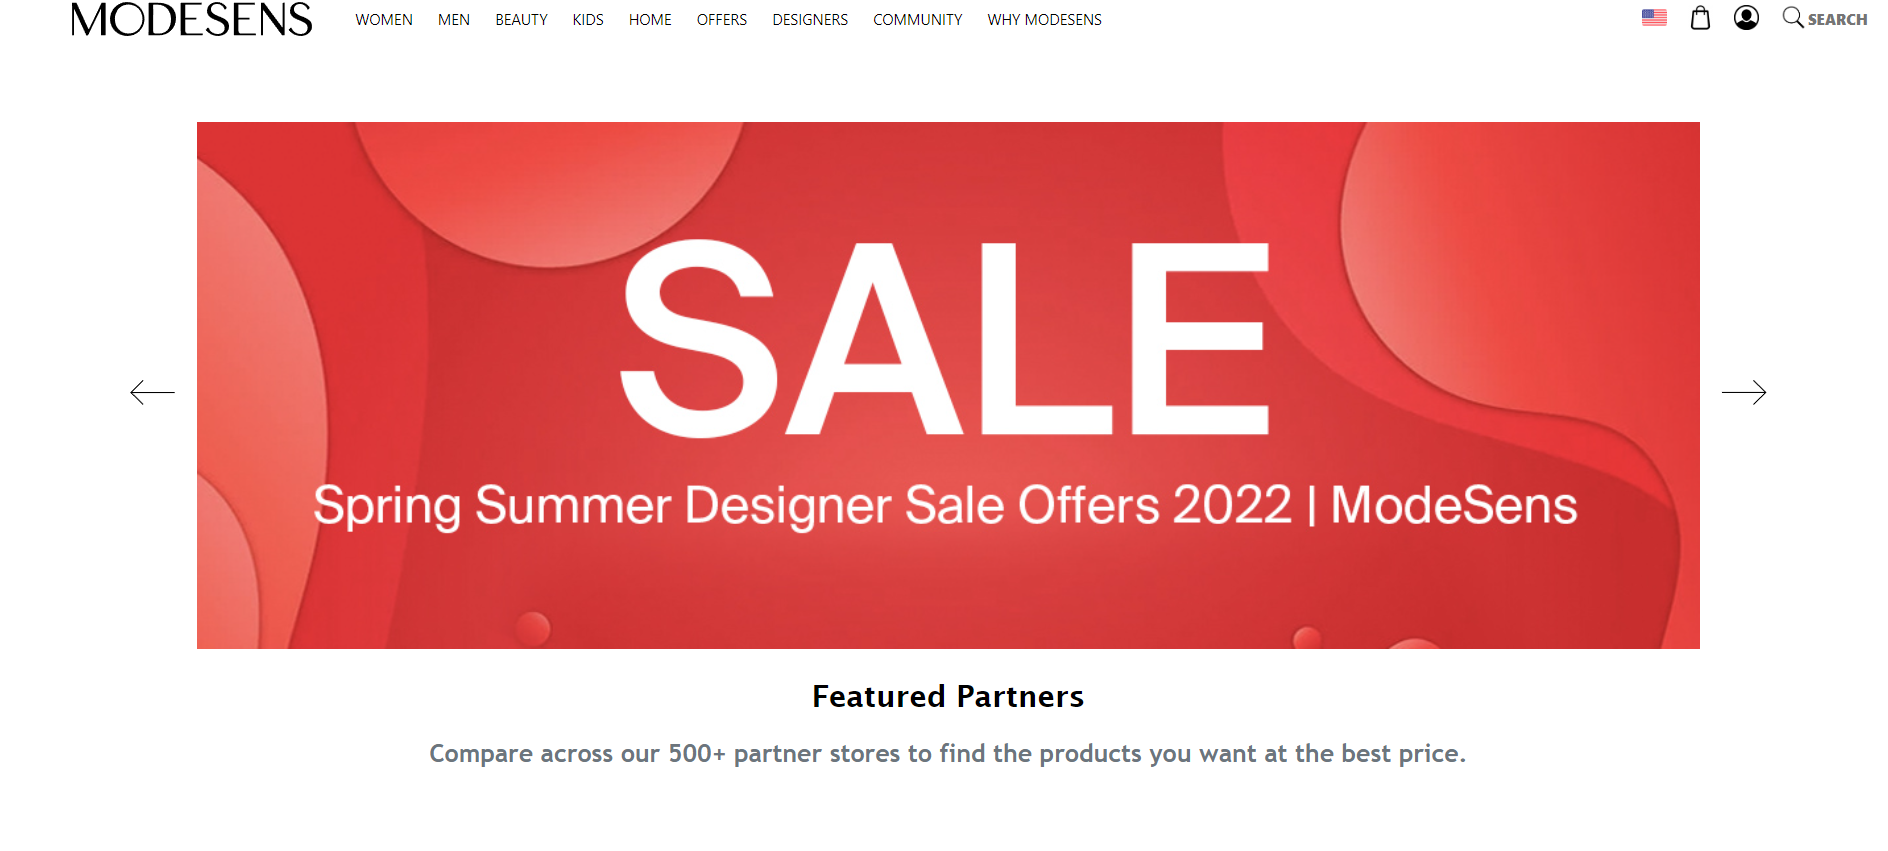 MODESENS
WOMEN MEN BEAUTY KIDS HOME OFFERS DESIGNERS COMMUNITY WHY MODESENS
SEARCH
SALE
Spring Summer Designer Sale Offers 2022 | ModeSens
Featured Partners
Compare across our 500+ partner stores to find the products you want at the best price.